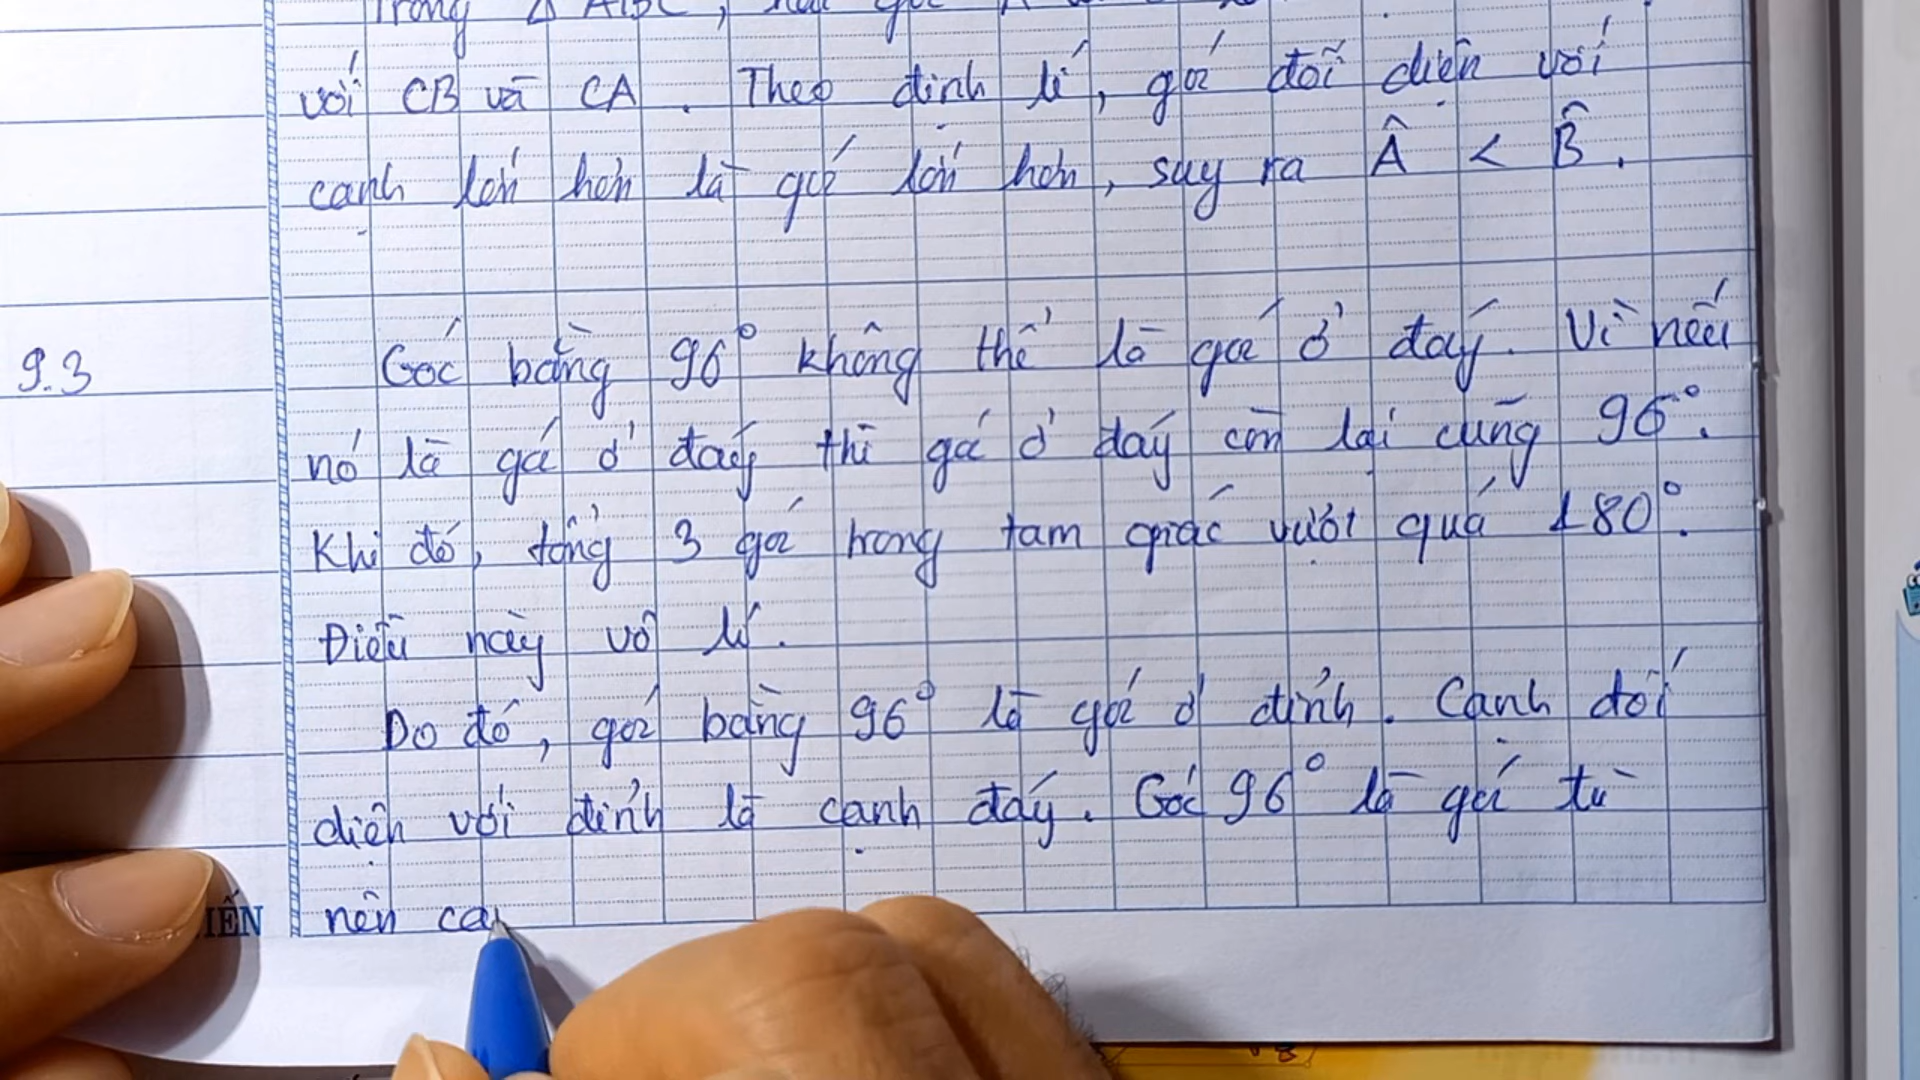 Trong Δ ABC,
với CB và CA. Theo định lí, góc đối diện với
cạnh lớn hơn là góc lớn hơn, suy ra Â < B̂.
9.3 Góc bằng 96° không thể là góc ở đáy. Vì nếu
nó là góc ở đáy thì góc ở đáy còn lại cũng 96°.
Khi đó, tổng 3 góc trong tam giác vượt quá 180°.
Điều này vô lí.
Do đó, góc bằng 96° là góc ở đỉnh. Cạnh đối
diện với đỉnh là cạnh đáy. Góc 96° là góc tù
IẾN nên cạn